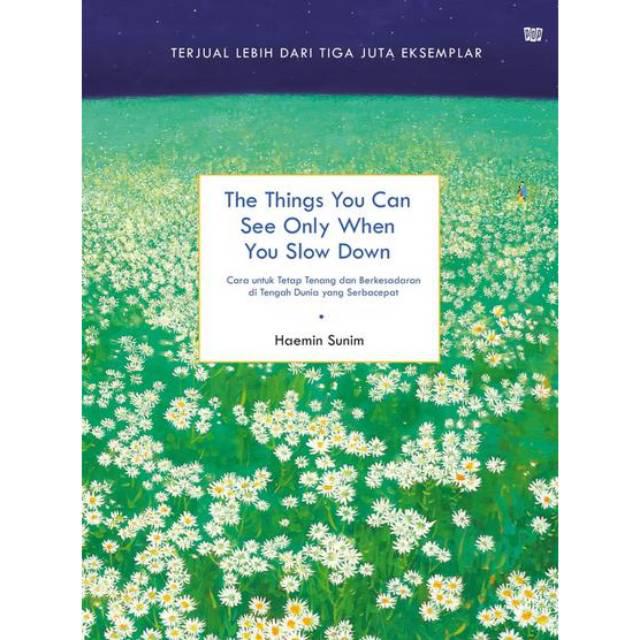 POP
TERJUAL LEBIH DARI TIGA JUTA EKSEMPLAR
The Things You Can
See Only When
You Slow Down
Cara untuk Tetap Tenang dan Berkesadaran
di Tengah Dunia yang Serbacepat
Haemin Sunim